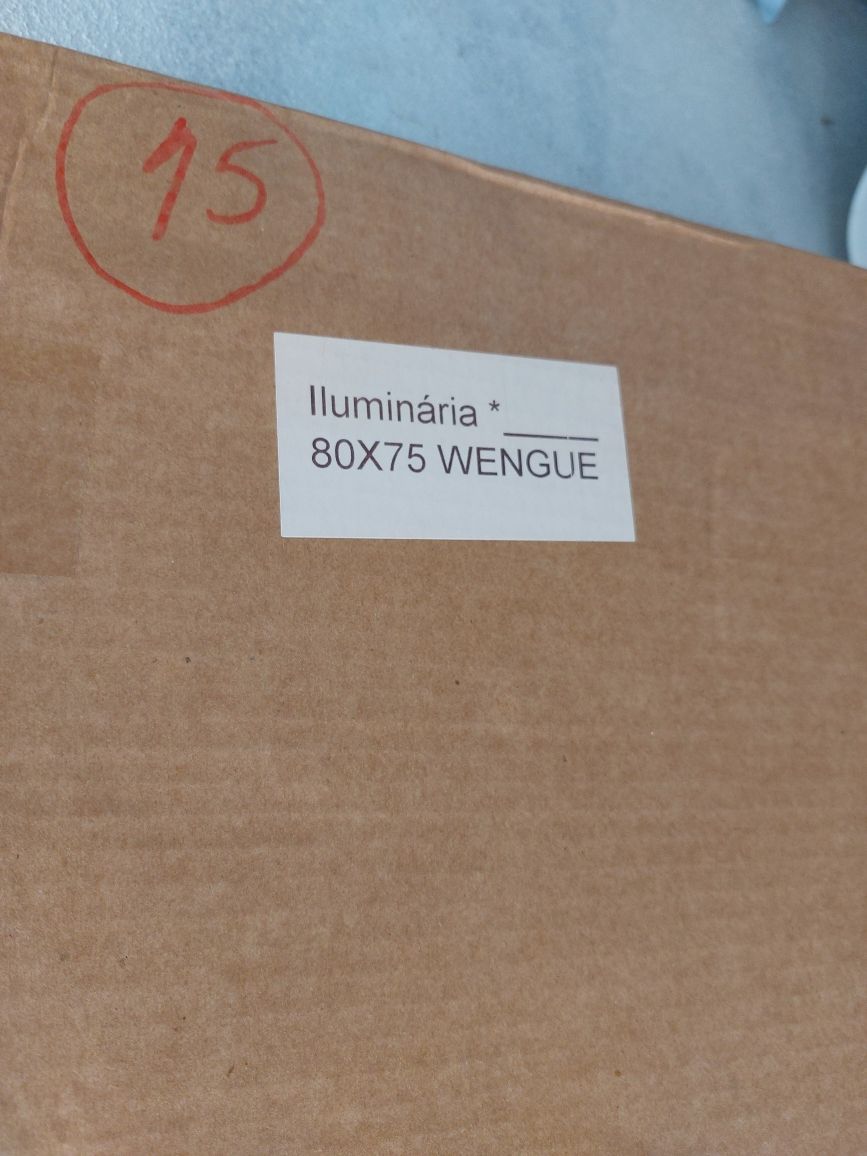 15
Iluminária *_____
80X75 WENGUE